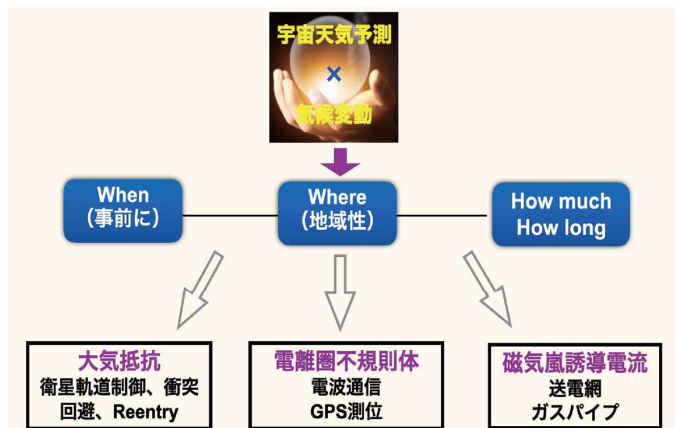 宇宙天気予測
×
気候変動
When
(事前に)
Where
(地域性)
How much
How long
大気抵抗
衛星軌道制御、衝突
回避、Reentry
電離圏不規則体
電波通信
GPS測位
磁気嵐誘導電流
送電網
ガスパイプ